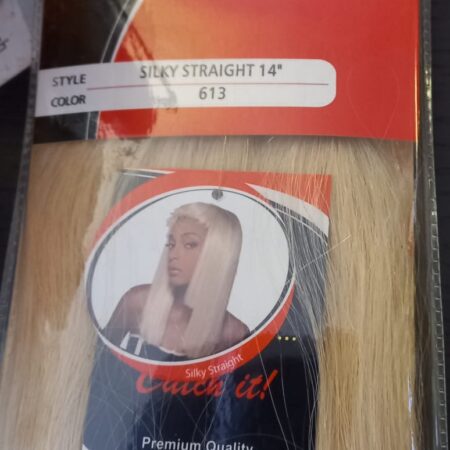 STYLE SILKY STRAIGHT 14"
COLOR 613
Silky Straight
Catch it!
Premium Quality